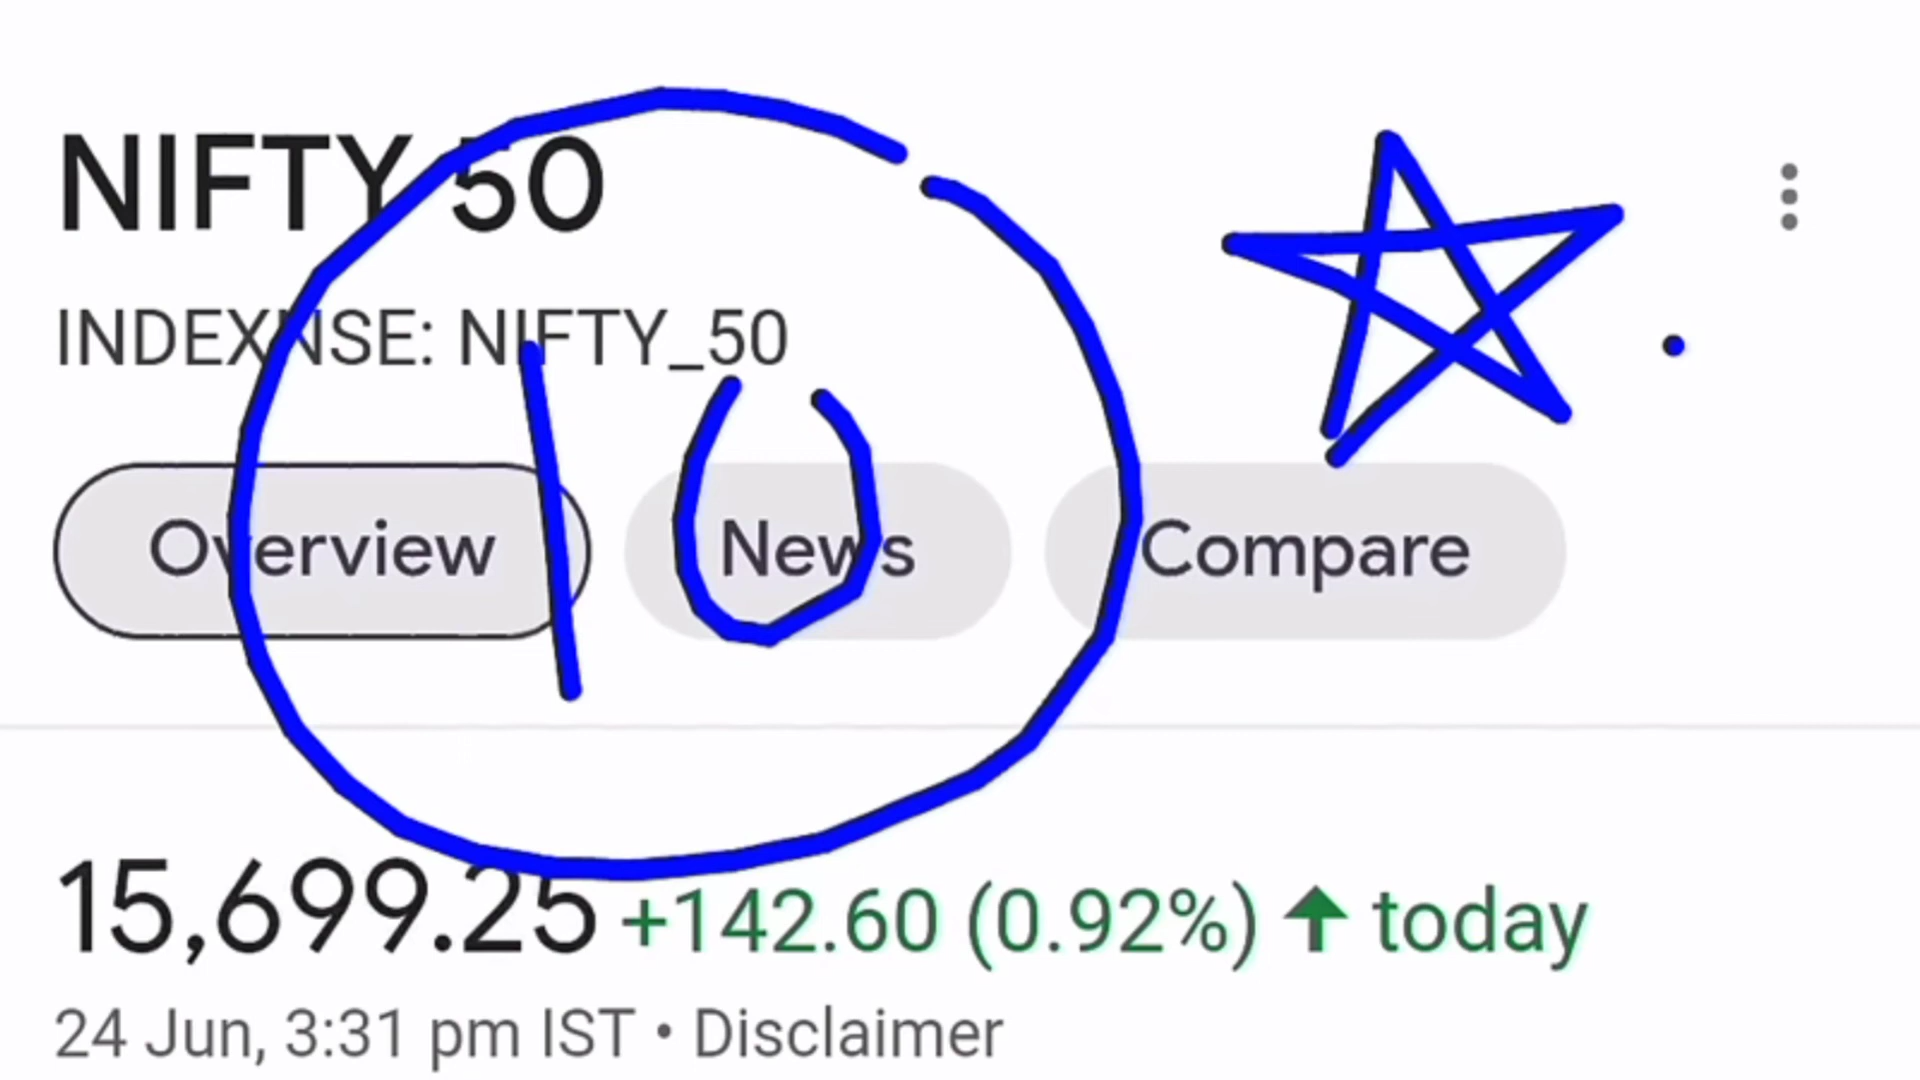 NIFTY 50
INDEXNSE: NIFTY_50
10
Overview News Compare
15,699.25 +142.60 (0.92%) ↑ today
24 Jun, 3:31 pm IST • Disclaimer